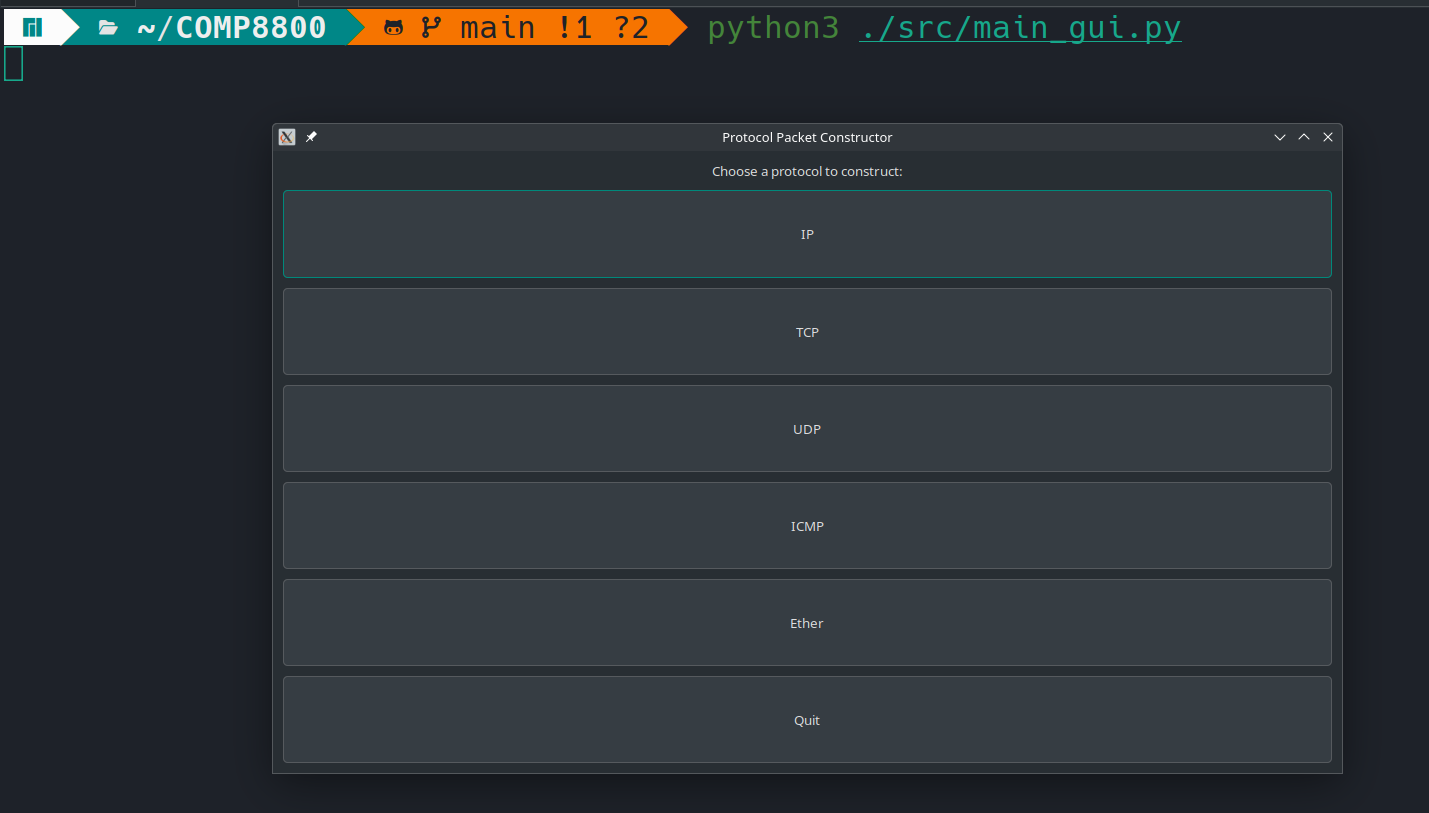 ~/COMP8800 main !1 ?2 python3 ./src/main_gui.py
Protocol Packet Constructor
Choose a protocol to construct:
IP
TCP
UDP
ICMP
Ether
Quit